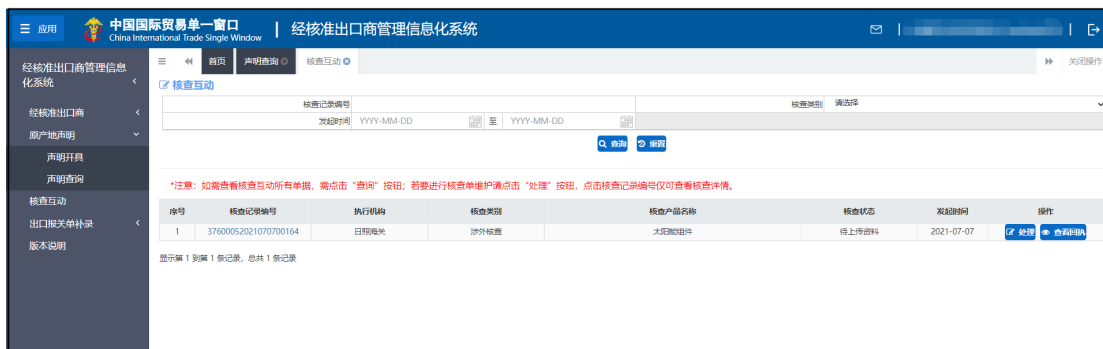 应用
中国国际贸易单一窗口
China International Trade Single Window
经核准出口商管理信息化系统
经核准出口商管理信息化系统
经核准出口商
原产地声明
声明开具
声明查询
核查互动
出口报关单补录
版本说明
首页 声明查询 核查互动 关闭操作
核查互动
核查记录编号 核查类别 请选择
发起时间 YYYY-MM-DD 至 YYYY-MM-DD
查询 重置
*注意：如需查看核查互动所有单据，需点击“查询”按钮；若要进行核查单维护请点击“处理”按钮，点击核查记录编号仅可查看核查详情。
序号 核查记录编号 执行机构 核查类别 核查产品名称 核查状态 发起时间 操作
1 37600052021070700164 日照海关 涉外核查 太阳能组件 待上传资料 2021-07-07 处理 查看回执
显示第 1 到第 1 条记录，总共 1 条记录